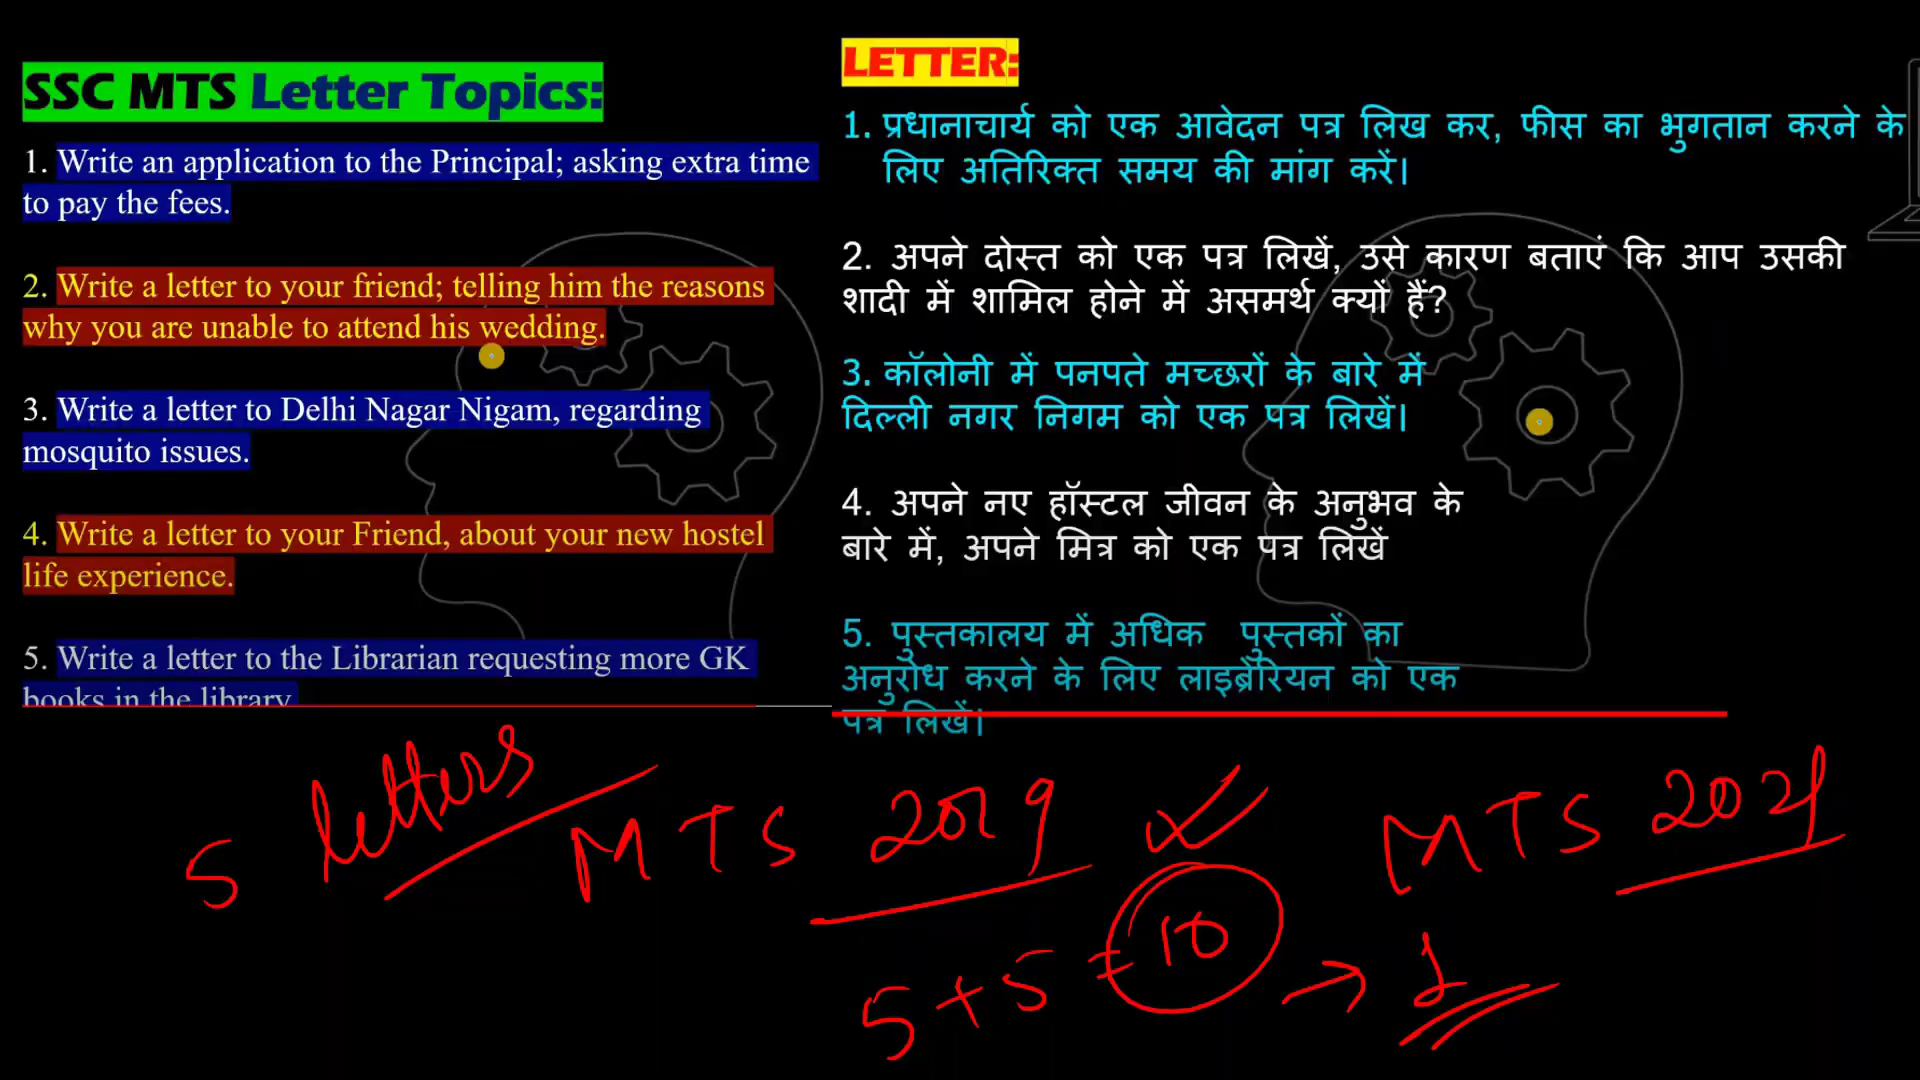 SSC MTS Letter Topics:
1. Write an application to the Principal; asking extra time
to pay the fees.
2. Write a letter to your friend; telling him the reasons
why you are unable to attend his wedding.
3. Write a letter to Delhi Nagar Nigam, regarding
mosquito issues.
4. Write a letter to your Friend, about your new hostel
life experience.
5. Write a letter to the Librarian requesting more GK
books in the library
LETTER:
1. प्रधानाचार्य को एक आवेदन पत्र लिख कर, फीस का भुगतान करने के
लिए अतिरिक्त समय की मांग करें।
2. अपने दोस्त को एक पत्र लिखें, उसे कारण बताएं कि आप उसकी
शादी में शामिल होने में असमर्थ क्यों हैं?
3. कॉलोनी में पनपते मच्छरों के बारे में
दिल्ली नगर निगम को एक पत्र लिखें।
4. अपने नए हॉस्टल जीवन के अनुभव के
बारे में, अपने मित्र को एक पत्र लिखें
5. पुस्तकालय में अधिक पुस्तकों का
अनुरोध करने के लिए लाइब्रेरियन को एक
पत्र लिखें।
5 letters
MTS 2019
MTS 2021
5 + 5 = 10 → 1